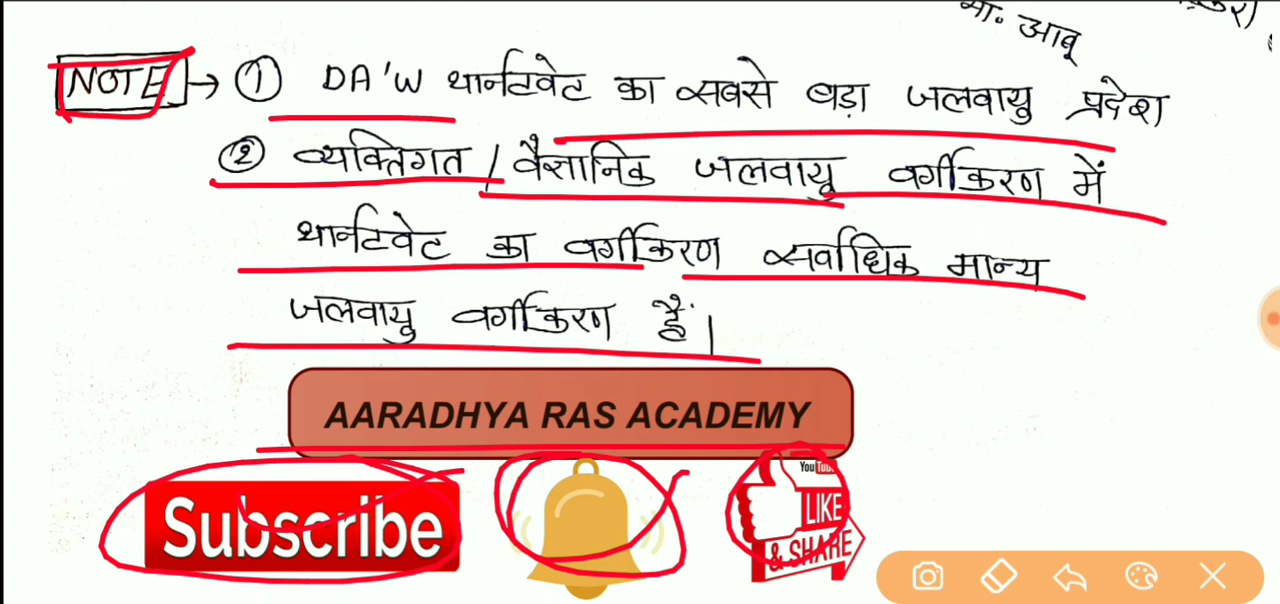 मा. आबू
NOTE → ① DA'W थार्नटवेट का सबसे बड़ा जलवायु प्रदेश
② व्यक्तिगत / वैज्ञानिक जलवायु वर्गीकरण में
थार्नटवेट का वर्गीकरण सर्वाधिक मान्य
जलवायु वर्गीकरण हैं।
AARADHYA RAS ACADEMY
Subscribe
YouTube
LIKE
& SHARE